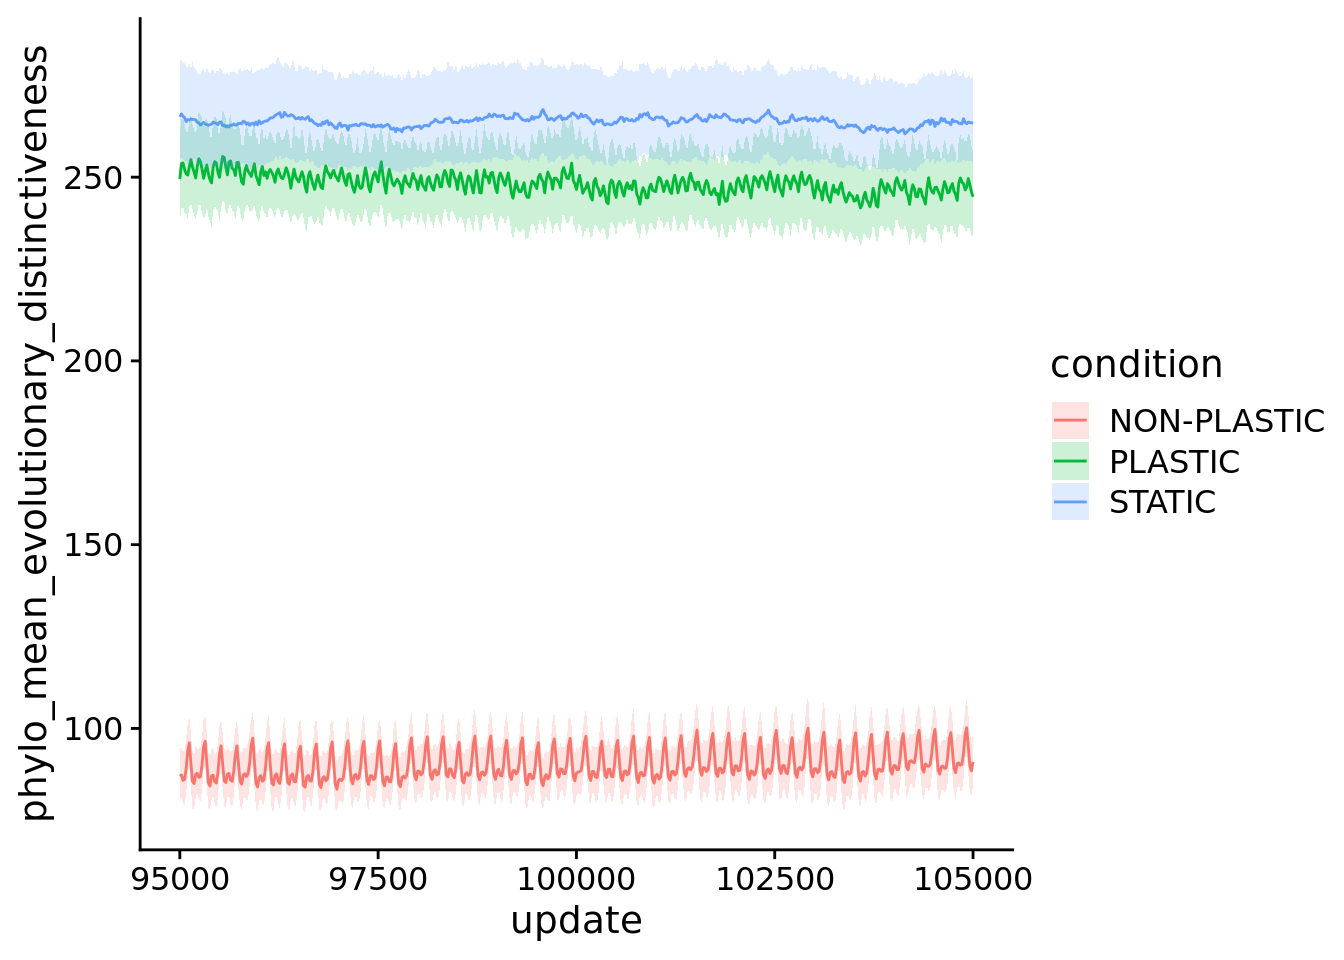 phylo_mean_evolutionary_distinctiveness
250
200
150
100
95000 97500 100000 102500 105000
update
condition
NON-PLASTIC
PLASTIC
STATIC